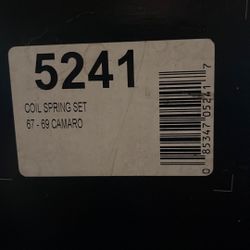 5241
COIL SPRING SET
67 - 69 CAMARO
0 85347 05241 7